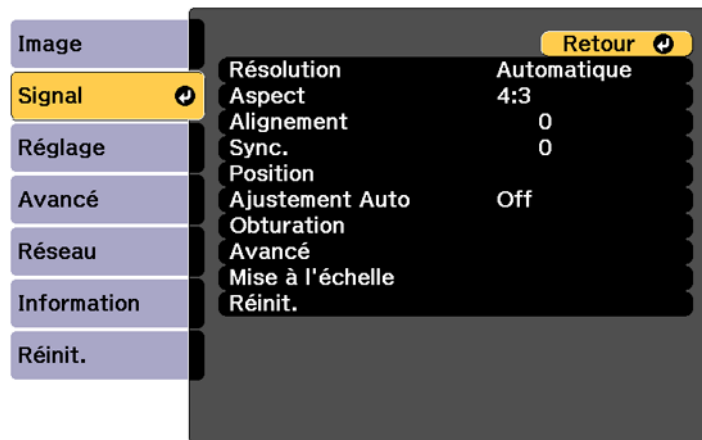 Image
Signal
Réglage
Avancé
Réseau
Information
Réinit.
Retour
Résolution Automatique
Aspect 4:3
Alignement 0
Sync. 0
Position
Ajustement Auto Off
Obturation
Avancé
Mise à l'échelle
Réinit.